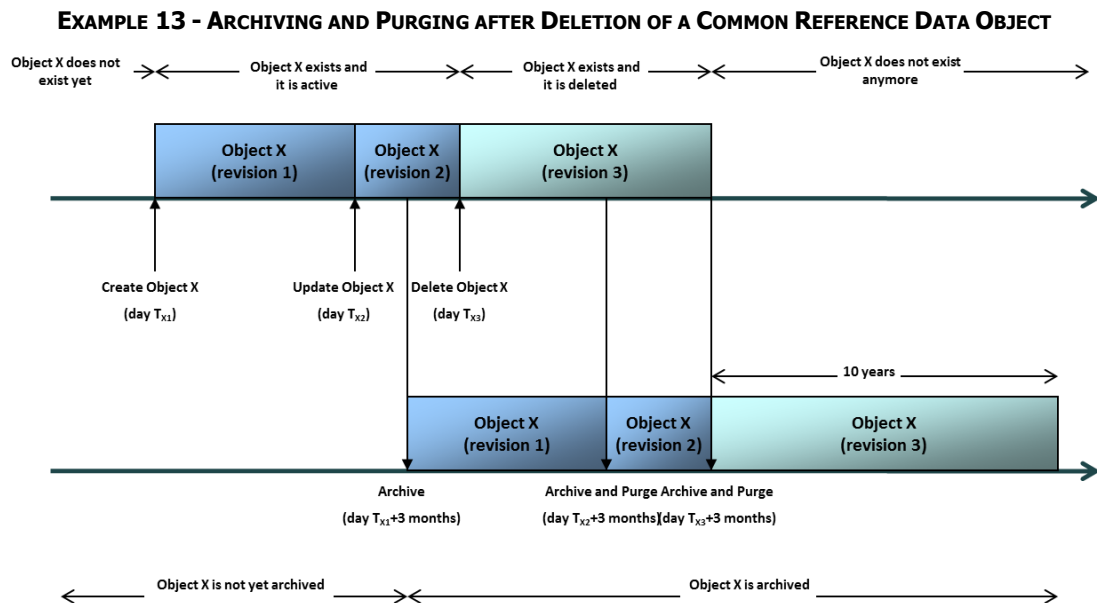 EXAMPLE 13 - ARCHIVING AND PURGING AFTER DELETION OF A COMMON REFERENCE DATA OBJECT
Object X does not
exist yet
Object X exists and
it is active
Object X exists and
it is deleted
Object X does not exist
anymore
Object X
(revision 1)
Object X
(revision 2)
Object X
(revision 3)
Create Object X
(day TX1)
Update Object X
(day TX2)
Delete Object X
(day TX3)
10 years
Object X
(revision 1)
Object X
(revision 2)
Object X
(revision 3)
Archive
(day TX1+3 months)
Archive and Purge
(day TX2+3 months)
Archive and Purge
(day TX3+3 months)
Object X is not yet archived
Object X is archived